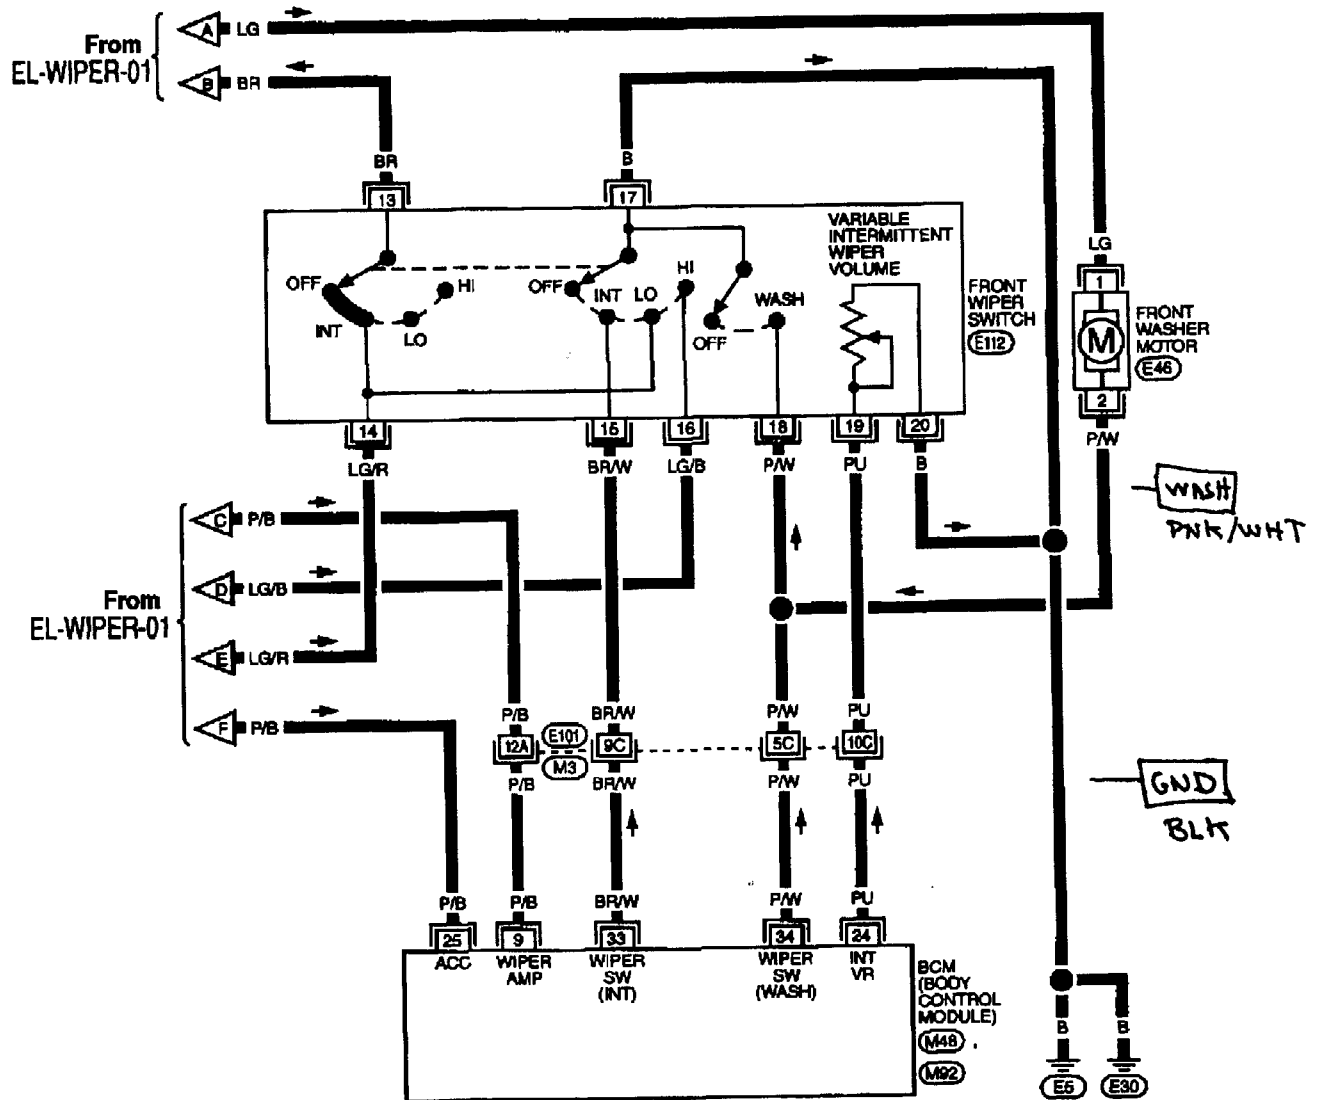 From
EL-WIPER-01
A LG
B BR
BR
B
13
17
OFF
INT
LO
HI
OFF
INT
LO
HI
OFF
WASH
VARIABLE
INTERMITTENT
WIPER
VOLUME
FRONT
WIPER
SWITCH
E112
LG
1
M
FRONT
WASHER
MOTOR
E46
2
P/W
14
15
16
18
19
20
LG/R
BR/W
LG/B
P/W
PU
B
WASH
PNK/WHT
From
EL-WIPER-01
C P/B
D LG/B
E LG/R
F P/B
P/B
BR/W
P/W
PU
12A
E101
M3
9C
5C
10C
P/B
BR/W
P/W
PU
GND
BLK
P/B
P/B
BR/W
P/W
PU
25
9
33
34
24
ACC
WIPER
AMP
WIPER
SW
(INT)
WIPER
SW
(WASH)
INT
VR
BCM
(BODY
CONTROL
MODULE)
M48
M92
B
B
E30